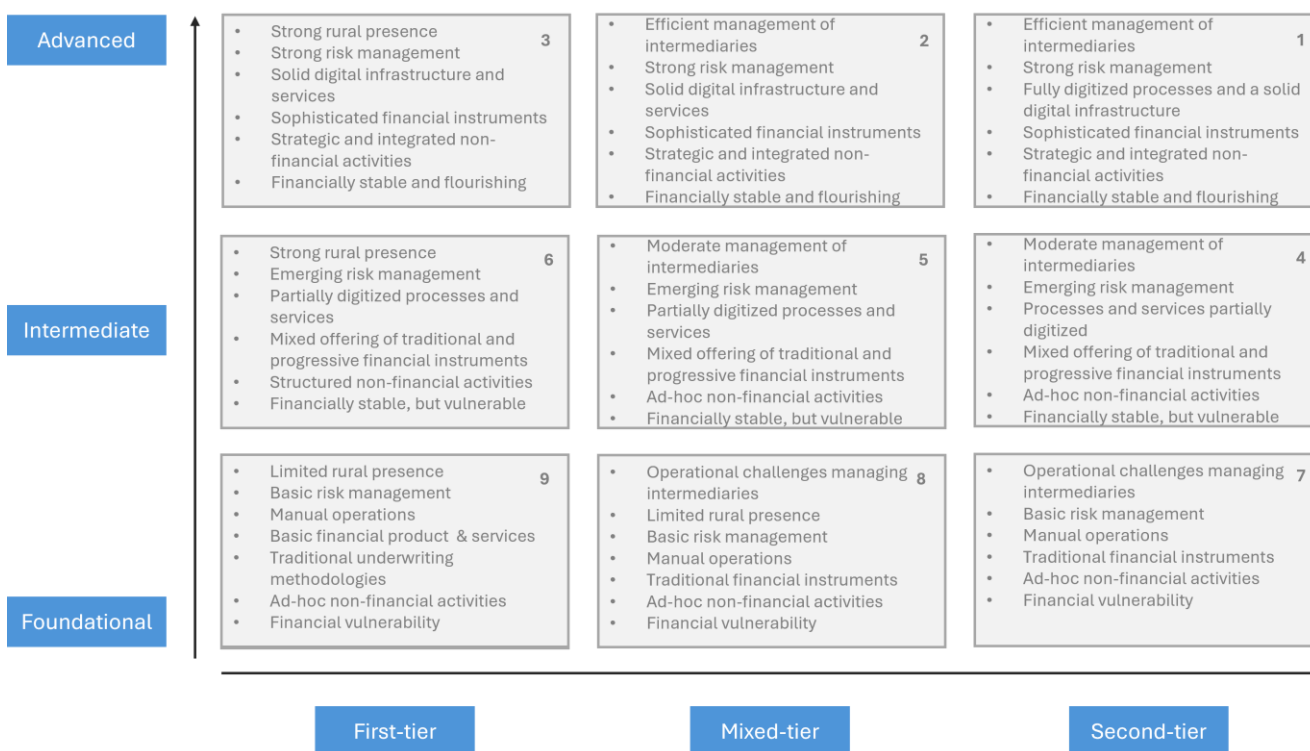 Advanced
• Strong rural presence
3
• Strong risk management
• Solid digital infrastructure and
services
• Sophisticated financial instruments
• Strategic and integrated non-
financial activities
• Financially stable and flourishing
• Efficient management of
intermediaries
2
• Strong risk management
• Solid digital infrastructure and
services
• Sophisticated financial instruments
• Strategic and integrated non-
financial activities
• Financially stable and flourishing
• Efficient management of
intermediaries
1
• Strong risk management
• Fully digitized processes and a solid
digital infrastructure
• Sophisticated financial instruments
• Strategic and integrated non-
financial activities
• Financially stable and flourishing
Intermediate
• Strong rural presence
6
• Emerging risk management
• Partially digitized processes and
services
• Mixed offering of traditional and
progressive financial instruments
• Structured non-financial activities
• Financially stable, but vulnerable
• Moderate management of
intermediaries
5
• Emerging risk management
• Partially digitized processes and
services
• Mixed offering of traditional and
progressive financial instruments
• Ad-hoc non-financial activities
• Financially stable, but vulnerable
• Moderate management of
intermediaries
4
• Emerging risk management
• Processes and services partially
digitized
• Mixed offering of traditional and
progressive financial instruments
• Ad-hoc non-financial activities
• Financially stable, but vulnerable
Foundational
• Limited rural presence
9
• Basic risk management
• Manual operations
• Basic financial product & services
• Traditional underwriting
methodologies
• Ad-hoc non-financial activities
• Financial vulnerability
• Operational challenges managing
intermediaries
8
• Limited rural presence
• Basic risk management
• Manual operations
• Traditional financial instruments
• Ad-hoc non-financial activities
• Financial vulnerability
• Operational challenges managing
intermediaries
7
• Basic risk management
• Manual operations
• Traditional financial instruments
• Ad-hoc non-financial activities
• Financial vulnerability
First-tier
Mixed-tier
Second-tier